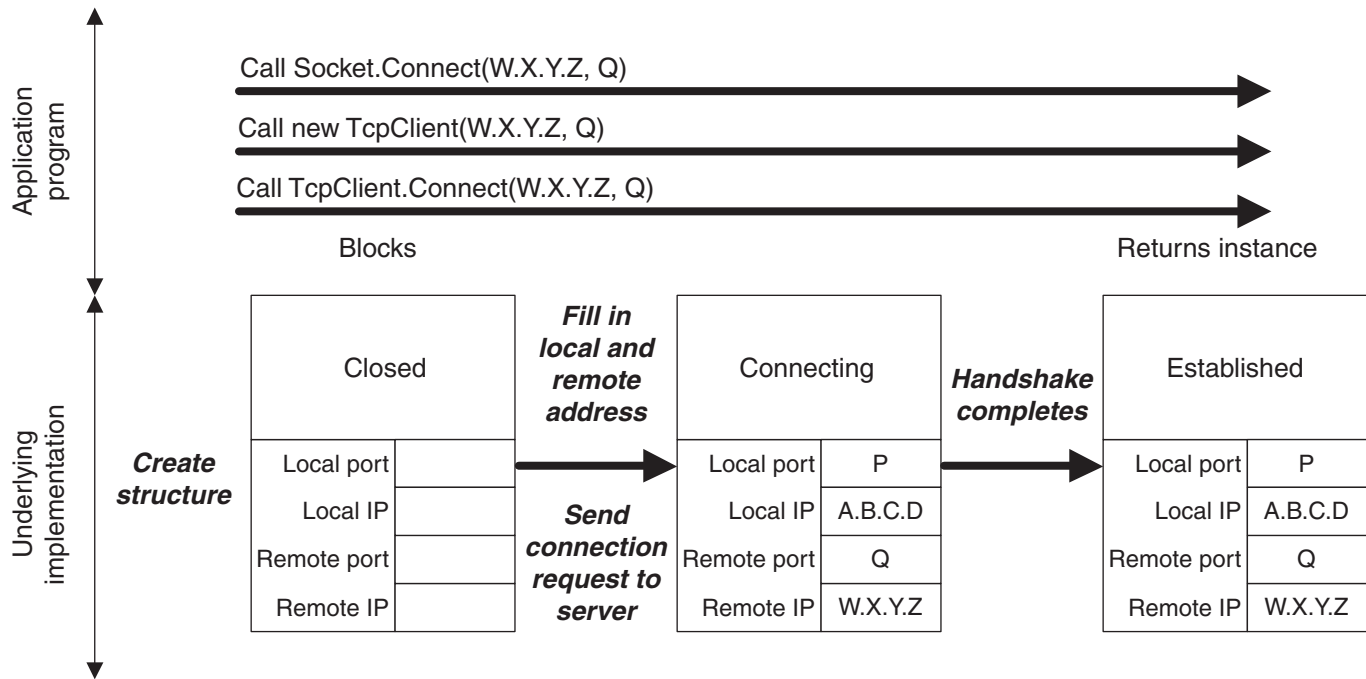 Application
program
Call Socket.Connect(W.X.Y.Z, Q)
Call new TcpClient(W.X.Y.Z, Q)
Call TcpClient.Connect(W.X.Y.Z, Q)
Blocks
Returns instance
Underlying
implementation
Create
structure
Closed
Local port
Local IP
Remote port
Remote IP
Fill in
local and
remote
address
Send
connection
request to
server
Connecting
Local port P
Local IP A.B.C.D
Remote port Q
Remote IP W.X.Y.Z
Handshake
completes
Established
Local port P
Local IP A.B.C.D
Remote port Q
Remote IP W.X.Y.Z